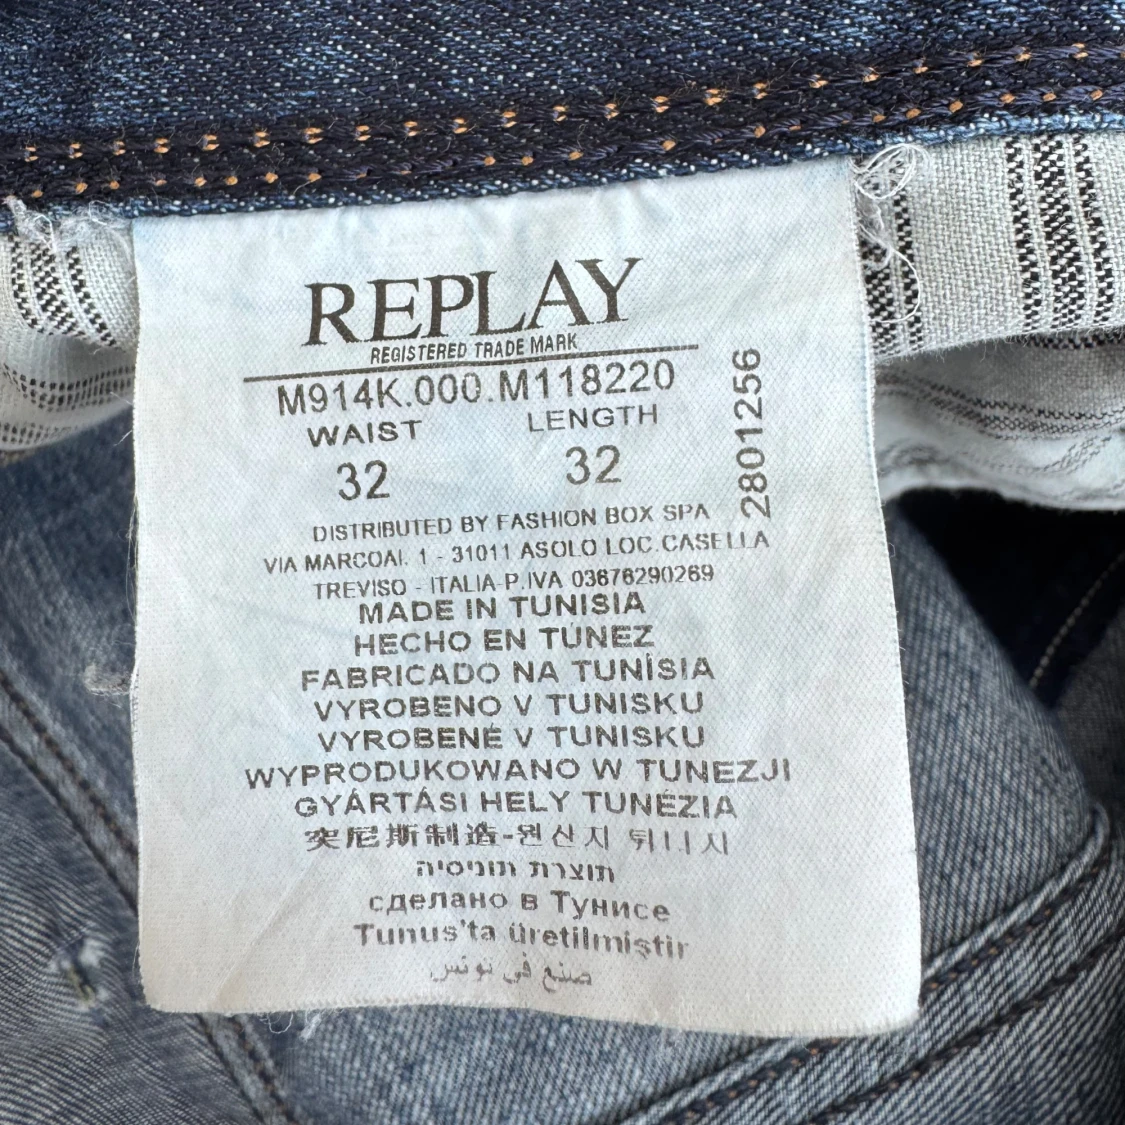 REPLAY
REGISTERED TRADE MARK
M914K.000.M118220
WAIST LENGTH
32 32
2801256
DISTRIBUTED BY FASHION BOX SPA
VIA MARCOAI. 1 - 31011 ASOLO LOC.CASELLA
TREVISO - ITALIA-P.IVA 03676290269
MADE IN TUNISIA
HECHO EN TÚNEZ
FABRICADO NA TUNÍSIA
VYROBENO V TUNISKU
VYROBENÉ V TUNISKU
WYPRODUKOWANO W TUNEZJI
GYÁRTÁSI HELY TUNÉZIA
突尼斯制造-원산지 튀니지
תוצרת תוניסיה
сделано в Тунисе
Tunus'ta üretilmiştir
صنع في تونس